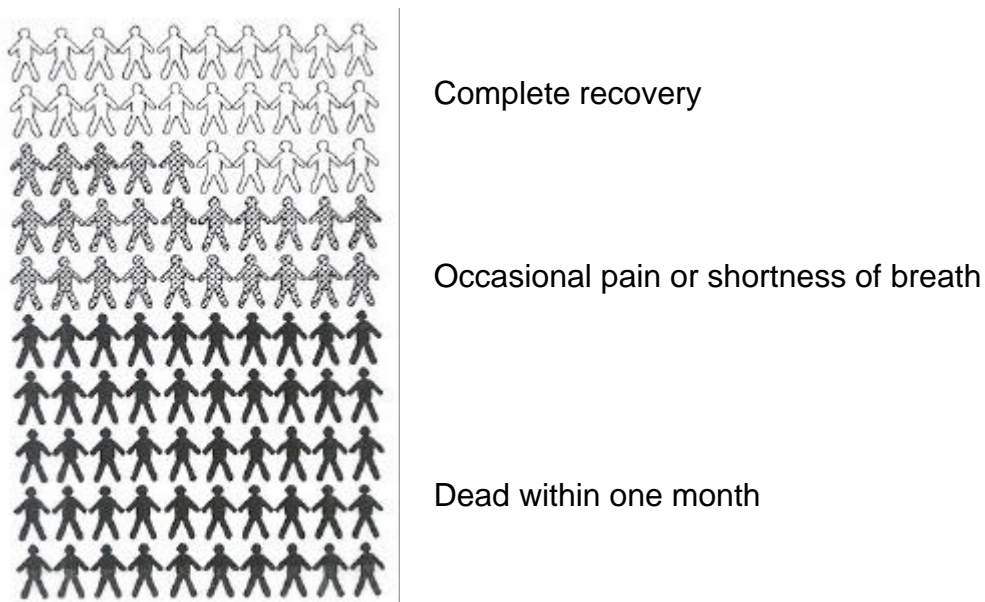 Complete recovery
Occasional pain or shortness of breath
Dead within one month